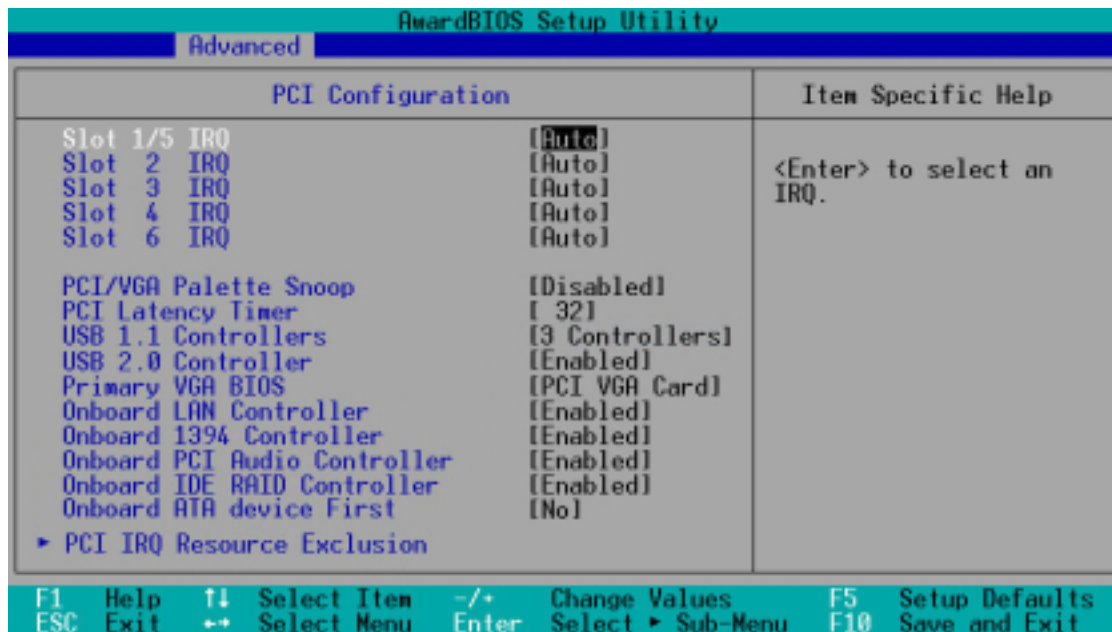 AwardBIOS Setup Utility
Advanced
PCI Configuration
Item Specific Help
Slot 1/5 IRQ [Auto]
Slot 2 IRQ [Auto]
Slot 3 IRQ [Auto]
Slot 4 IRQ [Auto]
Slot 6 IRQ [Auto]
PCI/VGA Palette Snoop [Disabled]
PCI Latency Timer [ 32]
USB 1.1 Controllers [3 Controllers]
USB 2.0 Controller [Enabled]
Primary VGA BIOS [PCI VGA Card]
Onboard LAN Controller [Enabled]
Onboard 1394 Controller [Enabled]
Onboard PCI Audio Controller [Enabled]
Onboard IDE RAID Controller [Enabled]
Onboard ATA device First [No]
► PCI IRQ Resource Exclusion
<Enter> to select an
IRQ.
F1 Help ↑↓ Select Item -/+ Change Values F5 Setup Defaults
ESC Exit ←→ Select Menu Enter Select ► Sub-Menu F10 Save and Exit